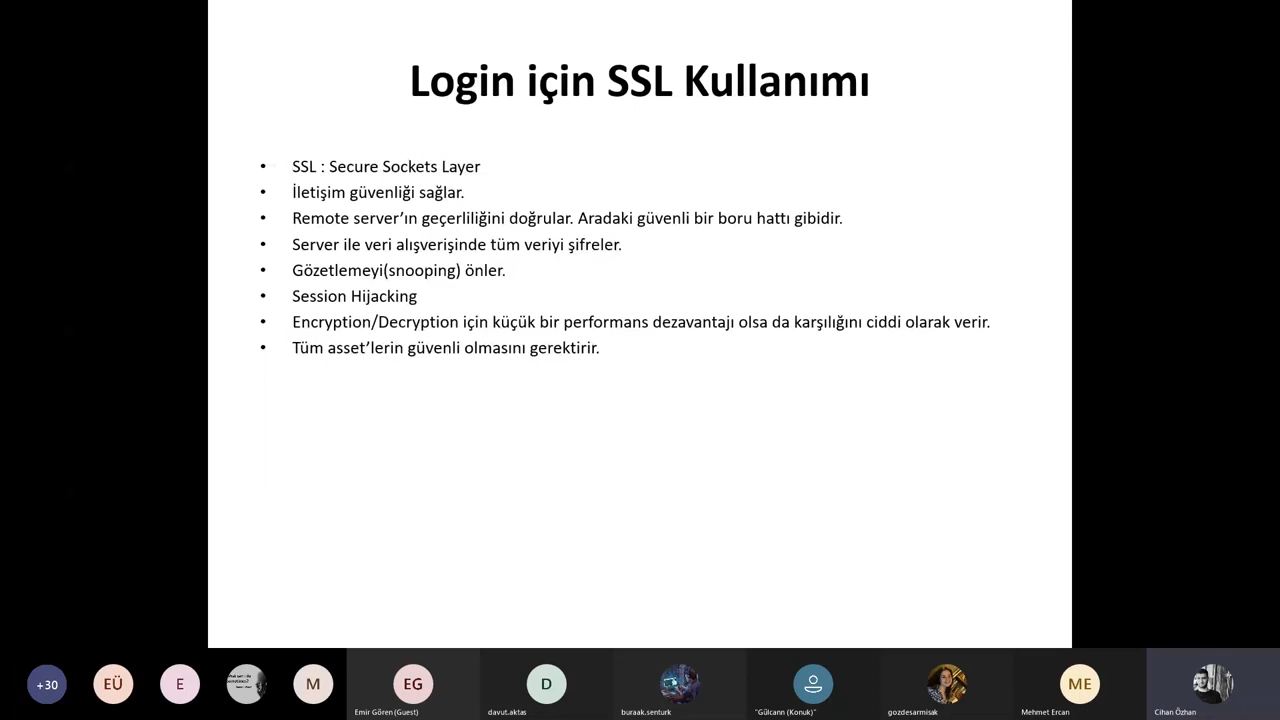 Login için SSL Kullanımı
• SSL : Secure Sockets Layer
• İletişim güvenliği sağlar.
• Remote server’ın geçerliliğini doğrular. Aradaki güvenli bir boru hattı gibidir.
• Server ile veri alışverişinde tüm veriyi şifreler.
• Gözetlemeyi(snooping) önler.
• Session Hijacking
• Encryption/Decryption için küçük bir performans dezavantajı olsa da karşılığını ciddi olarak verir.
• Tüm asset’lerin güvenli olmasını gerektirir.
+30
EÜ
E
M
EG
D
ME
Emir Gören (Guest)
davut.aktas
buraak.senturk
"Gülcann (Konuk)"
gozdesarmisak
Mehmet Ercan
Cihan Özhan